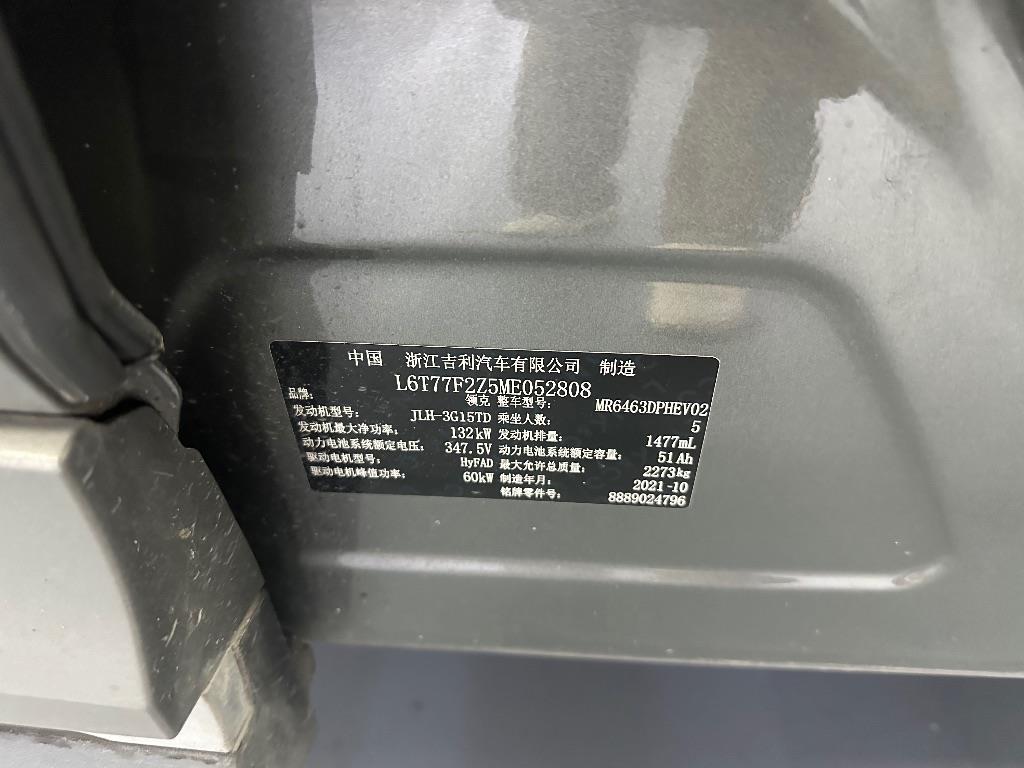 中国 浙江吉利汽车有限公司 制造
L6T77F2Z5ME052808
品牌: 领克 整车型号: MR6463DPHEV02
发动机型号: JLH-3G15TD 乘坐人数: 5
发动机最大净功率: 132kW 发动机排量: 1477mL
动力电池系统额定电压: 347.5V 动力电池系统额定容量: 51Ah
驱动电机型号: HyFAD 最大允许总质量: 2273kg
驱动电机峰值功率: 60kW 制造年月: 2021-10
铭牌零件号: 8889024796